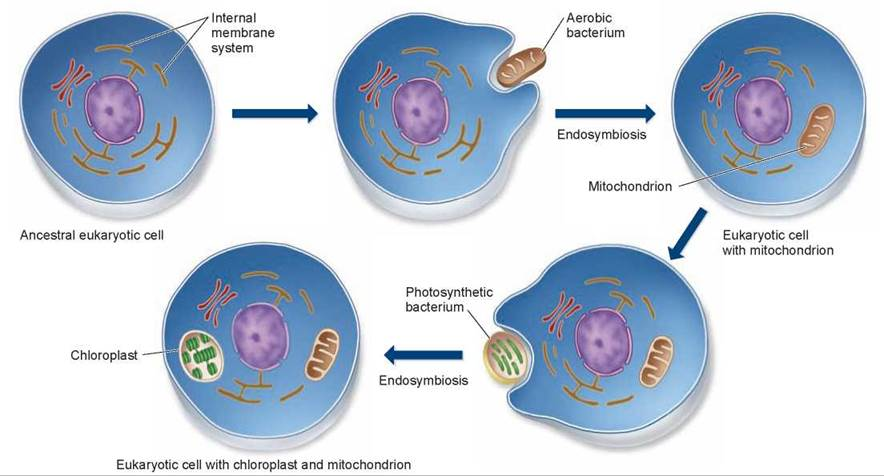 Internal
membrane
system
Aerobic
bacterium
Endosymbiosis
Mitochondrion
Ancestral eukaryotic cell
Eukaryotic cell
with mitochondrion
Photosynthetic
bacterium
Chloroplast
Endosymbiosis
Eukaryotic cell with chloroplast and mitochondrion